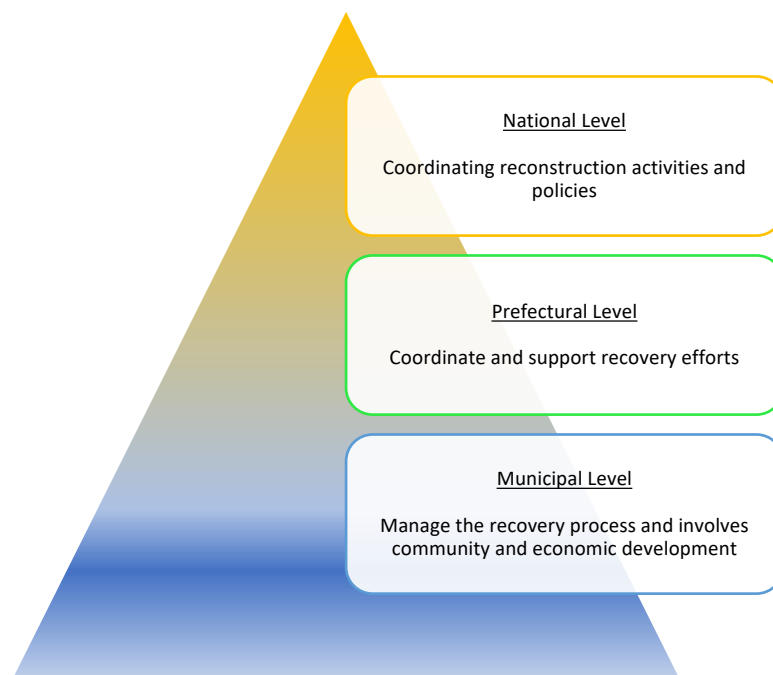 National Level
Coordinating reconstruction activities and
policies
Prefectural Level
Coordinate and support recovery efforts
Municipal Level
Manage the recovery process and involves
community and economic development